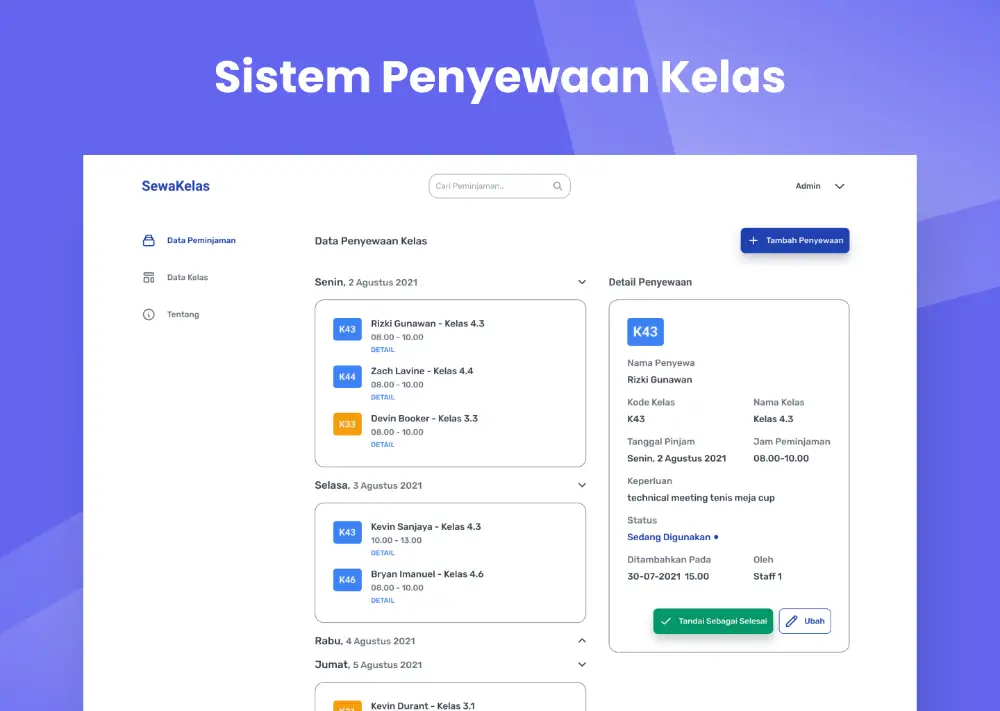 Sistem Penyewaan Kelas
SewaKelas
Cari Peminjaman..
Admin
Data Peminjaman
Data Kelas
Tentang
Data Penyewaan Kelas
Tambah Penyewaan
Senin, 2 Agustus 2021
K43
Rizki Gunawan - Kelas 4.3
08.00 - 10.00
DETAIL
K44
Zach Lavine - Kelas 4.4
08.00 - 10.00
DETAIL
K33
Devin Booker - Kelas 3.3
08.00 - 10.00
DETAIL
Selasa, 3 Agustus 2021
K43
Kevin Sanjaya - Kelas 4.3
10.00 - 13.00
DETAIL
K46
Bryan Imanuel - Kelas 4.6
08.00 - 10.00
DETAIL
Rabu, 4 Agustus 2021
Jumat, 5 Agustus 2021
Kevin Durant - Kelas 3.1
Detail Penyewaan
K43
Nama Penyewa
Rizki Gunawan
Kode Kelas Nama Kelas
K43 Kelas 4.3
Tanggal Pinjam Jam Peminjaman
Senin, 2 Agustus 2021 08.00-10.00
Keperluan
technical meeting tenis meja cup
Status
Sedang Digunakan
Ditambahkan Pada Oleh
30-07-2021 15.00 Staff 1
Tandai Sebagai Selesai
Ubah